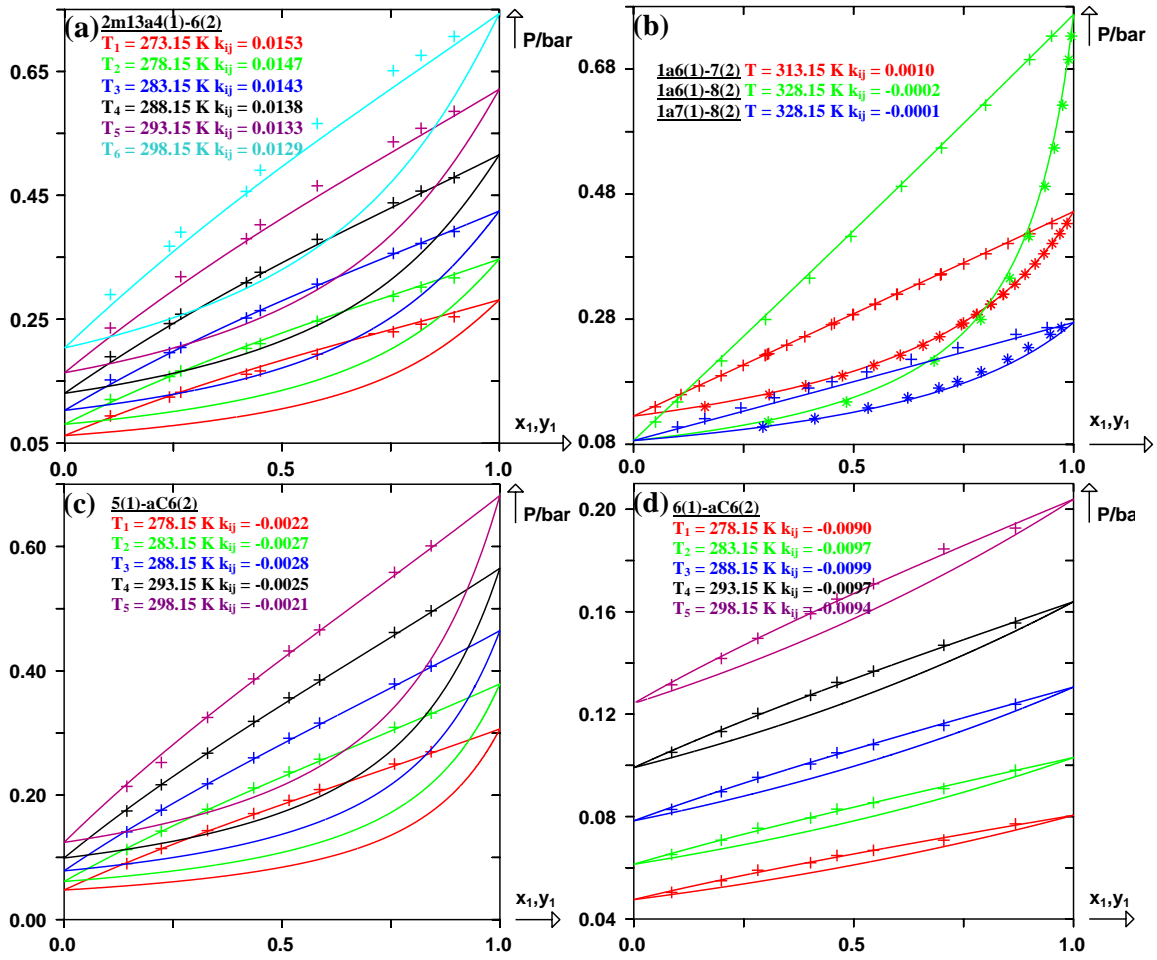 (a)
2m13a4(1)-6(2)
T1 = 273.15 K kij = 0.0153
T2 = 278.15 K kij = 0.0147
T3 = 283.15 K kij = 0.0143
T4 = 288.15 K kij = 0.0138
T5 = 293.15 K kij = 0.0133
T6 = 298.15 K kij = 0.0129
P/bar
0.65
0.45
0.25
0.05
x1,y1
0.0
0.5
1.0
(b)
P/bar
1a6(1)-7(2) T = 313.15 K kij = 0.0010
1a6(1)-8(2) T = 328.15 K kij = -0.0002
1a7(1)-8(2) T = 328.15 K kij = -0.0001
0.68
0.48
0.28
0.08
x1,y1
0.0
0.5
1.0
(c)
5(1)-aC6(2)
T1 = 278.15 K kij = -0.0022
T2 = 283.15 K kij = -0.0027
T3 = 288.15 K kij = -0.0028
T4 = 293.15 K kij = -0.0025
T5 = 298.15 K kij = -0.0021
P/bar
0.60
0.40
0.20
0.00
x1,y1
0.0
0.5
1.0
(d)
6(1)-aC6(2)
T1 = 278.15 K kij = -0.0090
T2 = 283.15 K kij = -0.0097
T3 = 288.15 K kij = -0.0099
T4 = 293.15 K kij = -0.0097
T5 = 298.15 K kij = -0.0094
P/ba
0.20
0.16
0.12
0.08
0.04
x1,y1
0.0
0.5
1.0